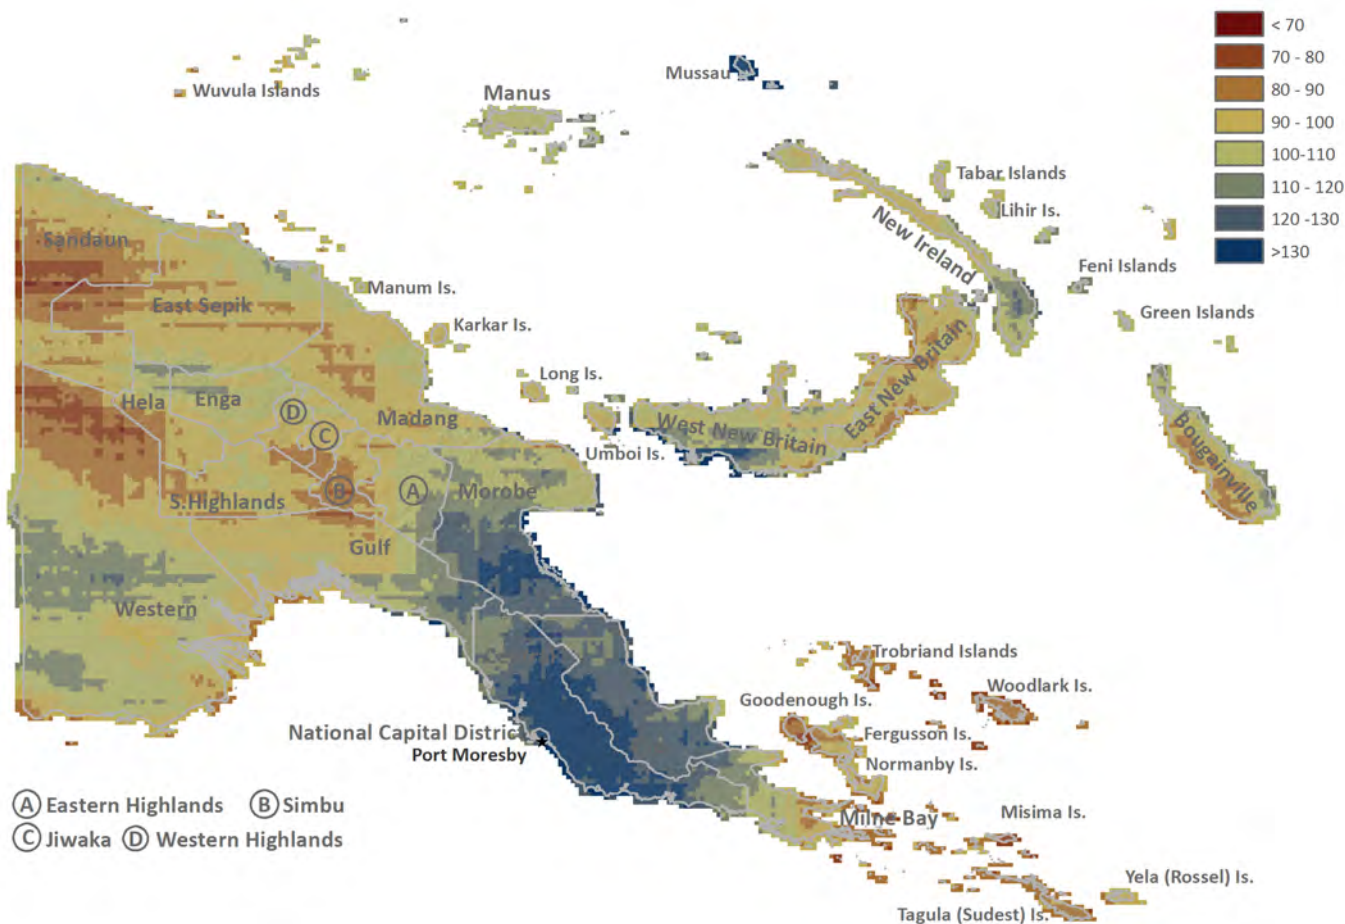 < 70
70 - 80
80 - 90
90 - 100
100-110
110 - 120
120 -130
>130
Wuvula Islands
Manus
Mussau
Tabar Islands
Lihir Is.
New Ireland
Feni Islands
Green Islands
Sandaun
East Sepik
Manum Is.
Karkar Is.
Long Is.
Hela
Enga
D
C
Madang
Umboi Is.
West New Britain
East New Britain
Bougainville
S.Highlands
B
A
Morobe
Gulf
Western
Trobriand Islands
Woodlark Is.
Goodenough Is.
Fergusson Is.
Normanby Is.
National Capital District
Port Moresby
Milne Bay
Misima Is.
Yela (Rossel) Is.
Tagula (Sudest) Is.
A Eastern Highlands B Simbu
C Jiwaka D Western Highlands